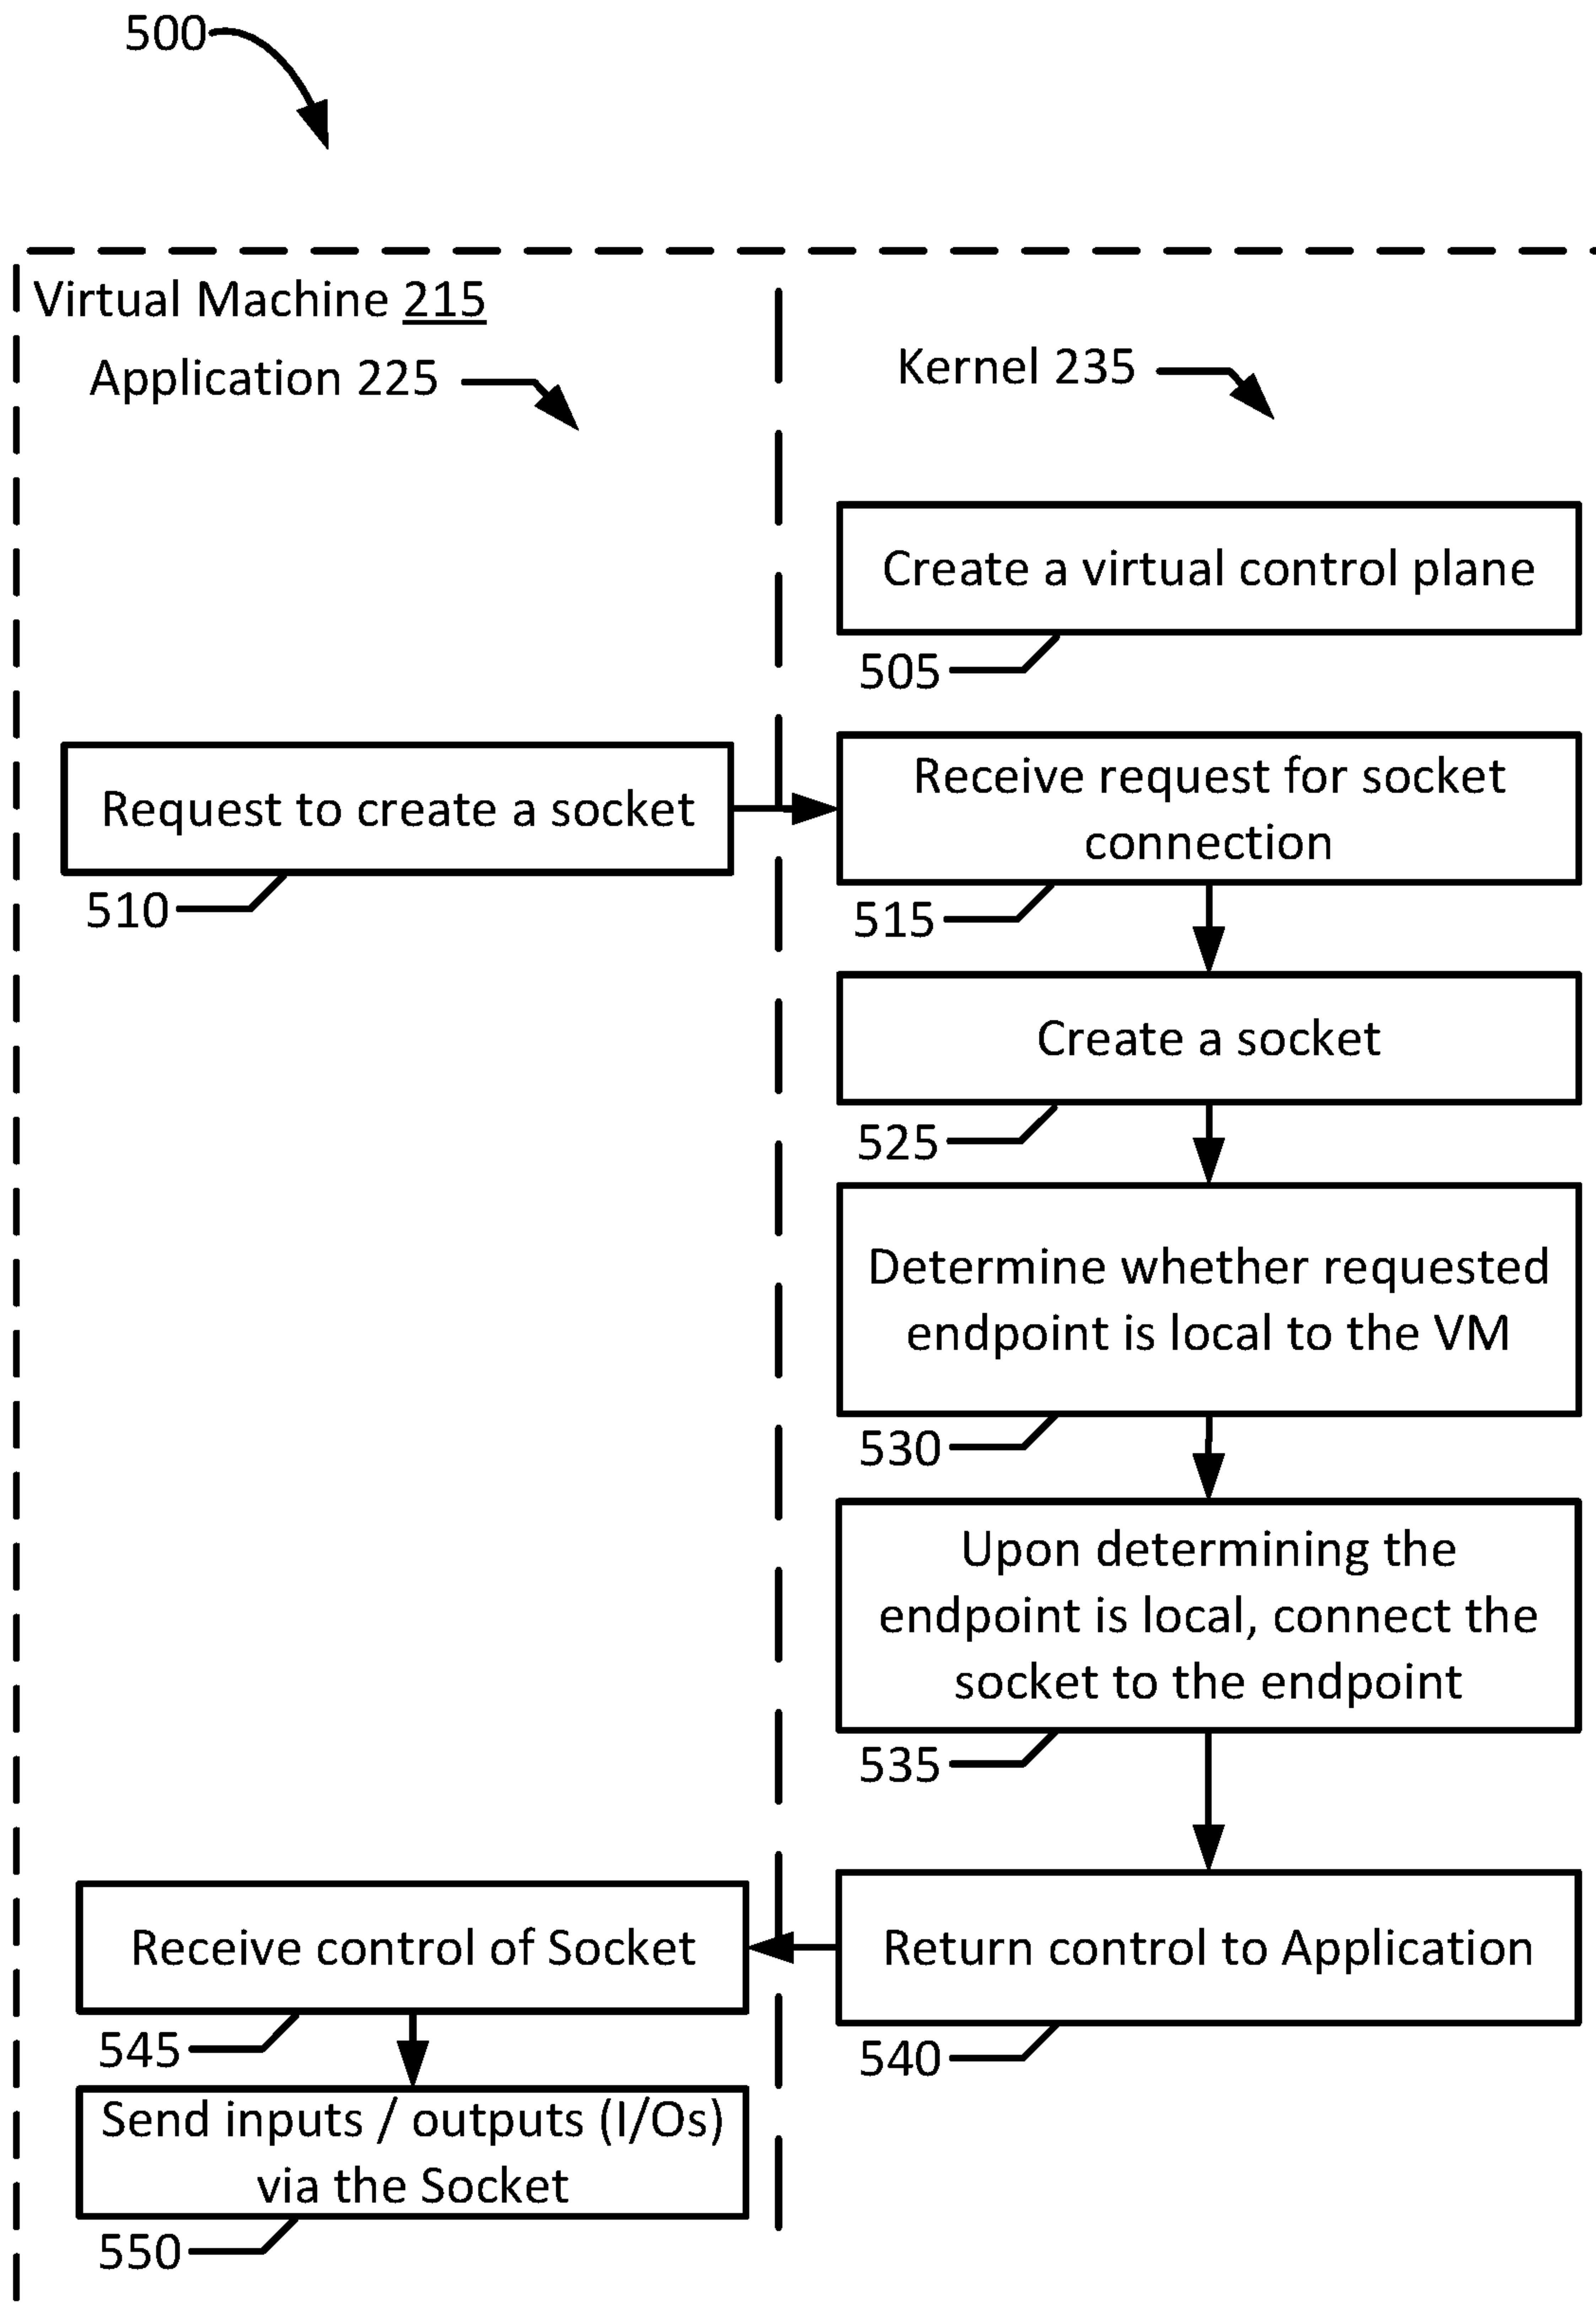 500
Virtual Machine 215
Application 225
Kernel 235
Create a virtual control plane
505
Request to create a socket
510
Receive request for socket
connection
515
Create a socket
525
Determine whether requested
endpoint is local to the VM
530
Upon determining the
endpoint is local, connect the
socket to the endpoint
535
Return control to Application
540
Receive control of Socket
545
Send inputs / outputs (I/Os)
via the Socket
550